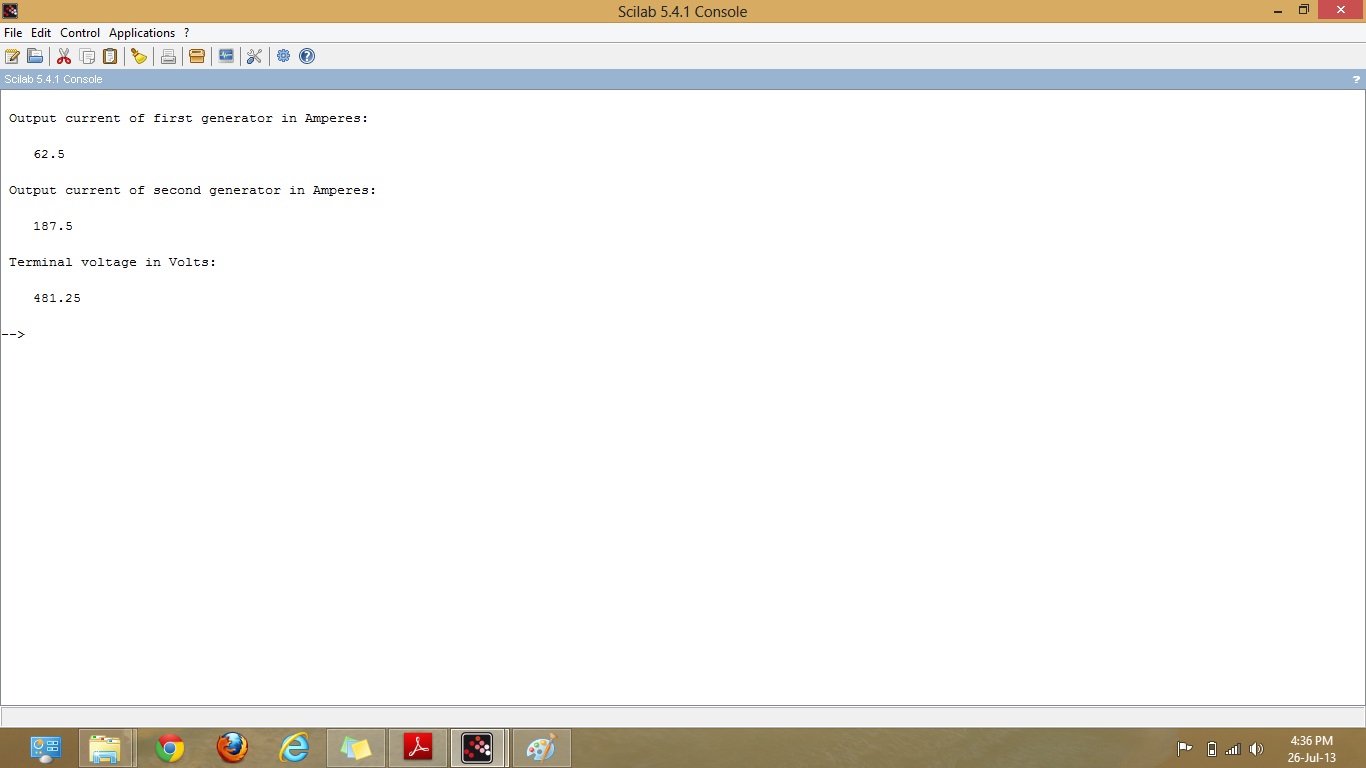 Scilab 5.4.1 Console
File Edit Control Applications ?
Scilab 5.4.1 Console ?
Output current of first generator in Amperes:
62.5
Output current of second generator in Amperes:
187.5
Terminal voltage in Volts:
481.25
-->
4:36 PM
26-Jul-13